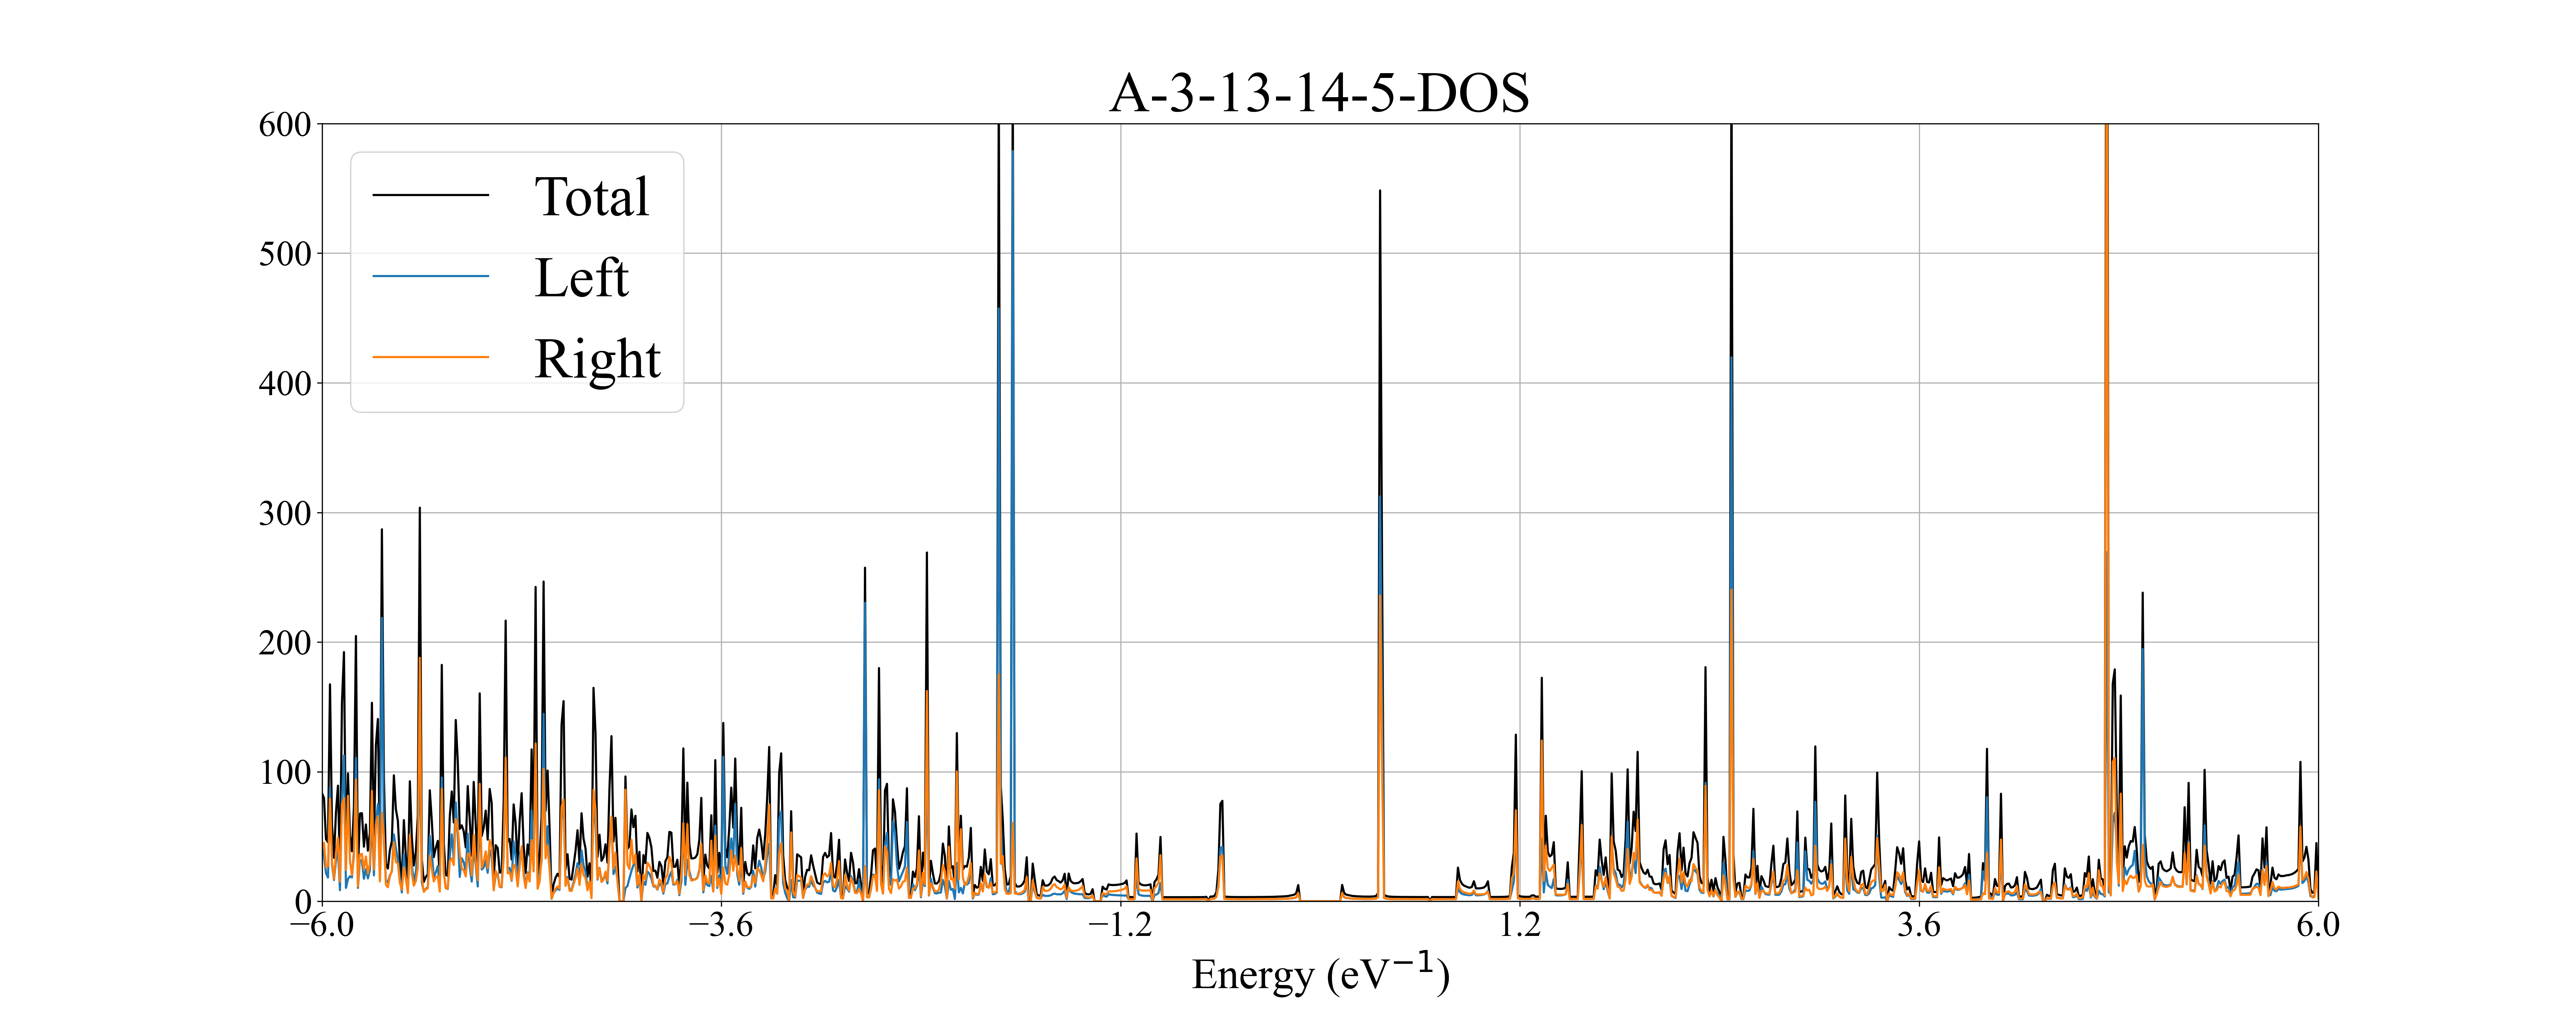 A-3-13-14-5-DOS
600
500
400
300
200
100
0
Total
Left
Right
−6.0 −3.6 −1.2 1.2 3.6 6.0
Energy (eV⁻¹)